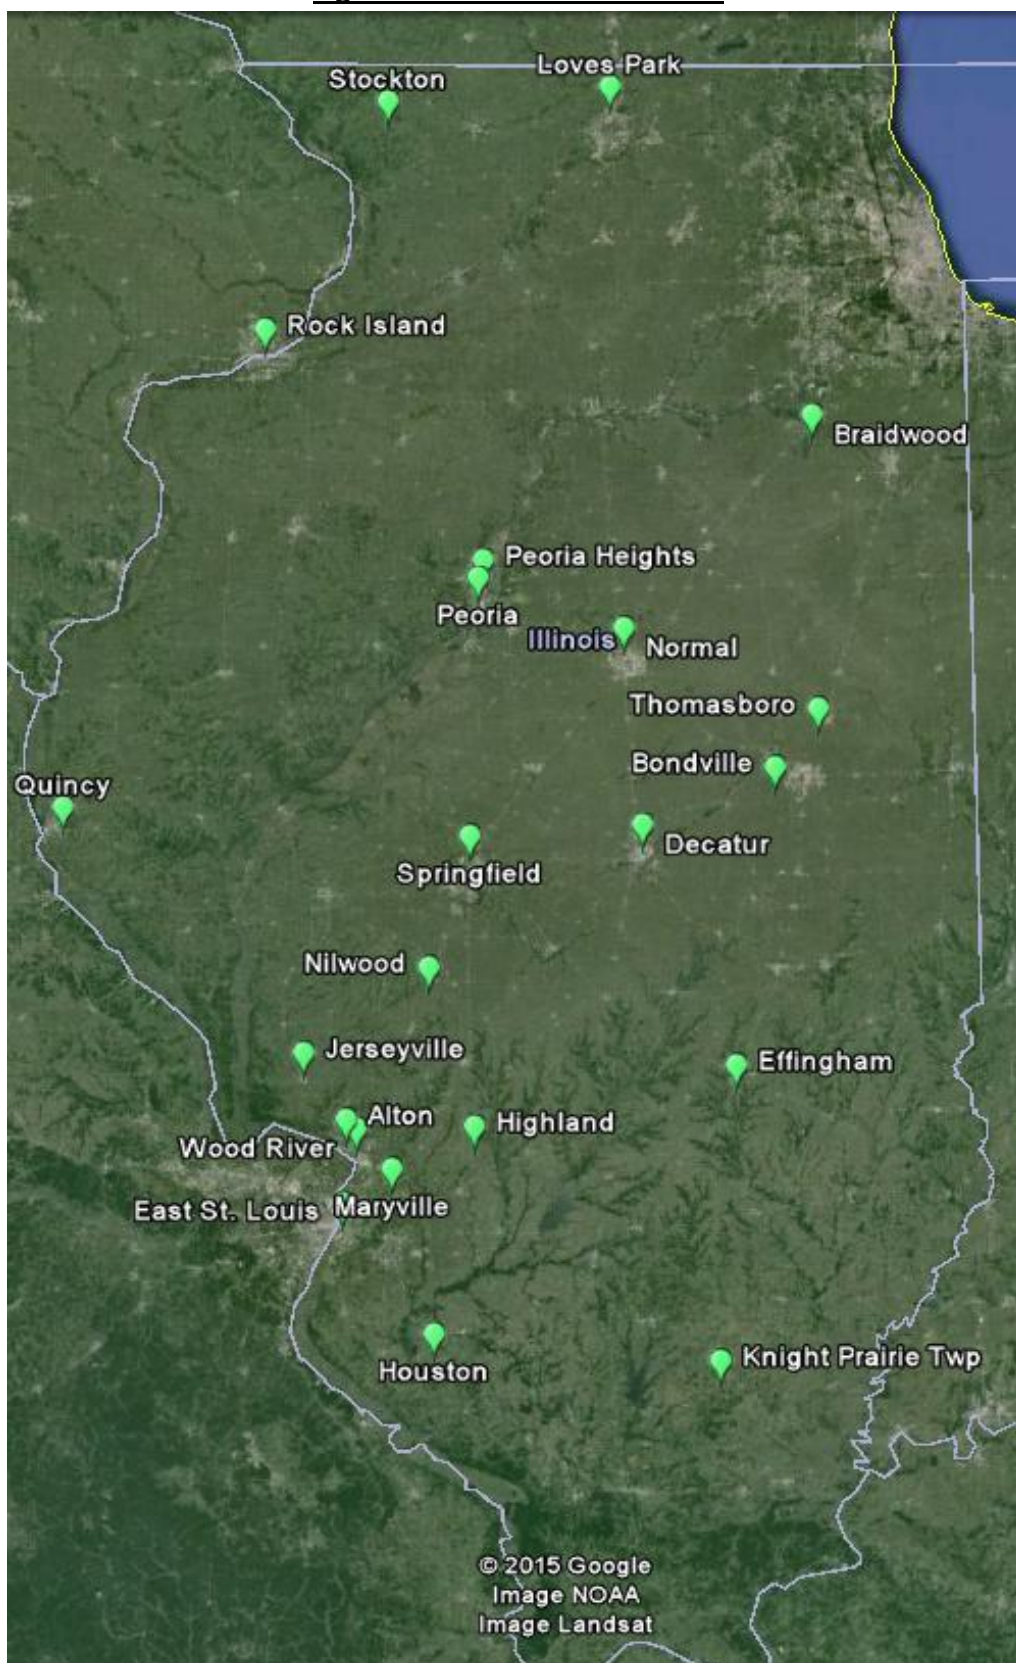 Loves Park
Stockton
Rock Island
Braidwood
Peoria Heights
Peoria
Illinois
Normal
Thomasboro
Bondville
Quincy
Decatur
Springfield
Nilwood
Jerseyville
Effingham
Alton
Highland
Wood River
East St. Louis
Maryville
Houston
Knight Prairie Twp
© 2015 Google
Image NOAA
Image Landsat